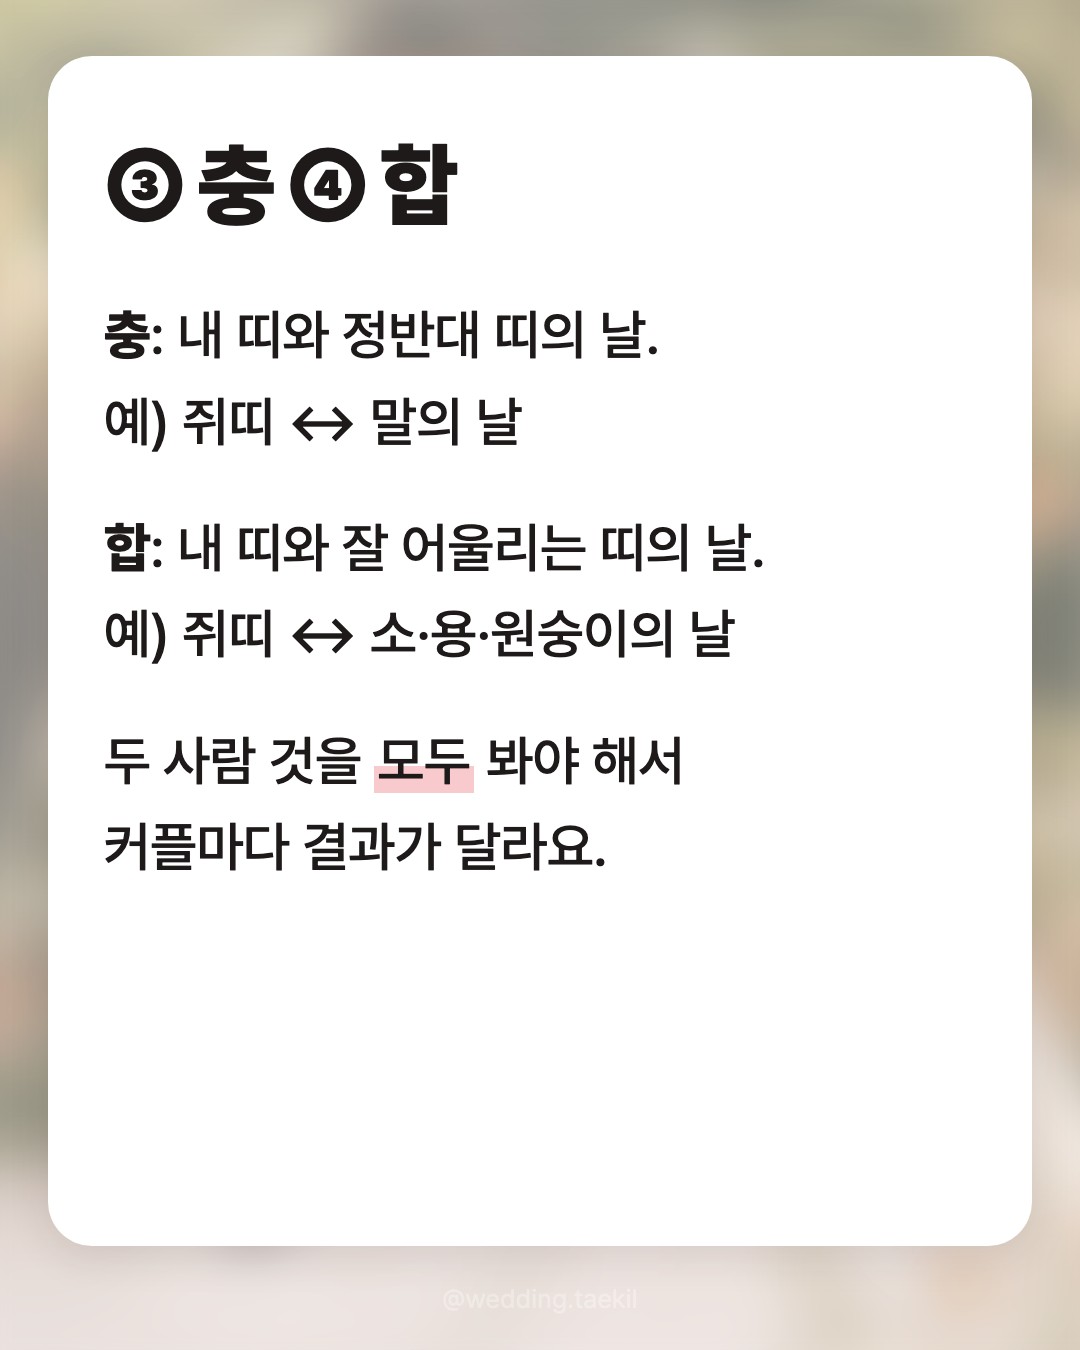 ③충④합
충: 내 띠와 정반대 띠의 날.
예) 쥐띠 ↔ 말의 날
합: 내 띠와 잘 어울리는 띠의 날.
예) 쥐띠 ↔ 소·용·원숭이의 날
두 사람 것을 모두 봐야 해서
커플마다 결과가 달라요.
@wedding.taekil